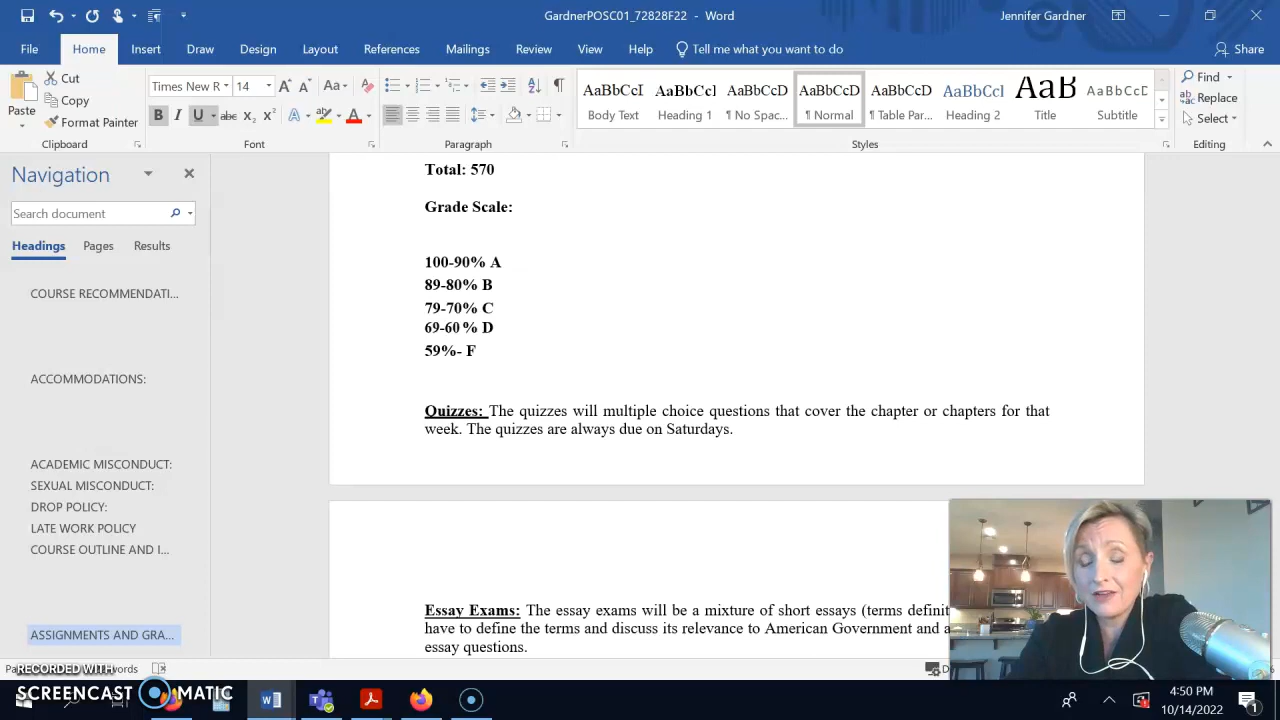 GardnerPOSC01_72828F22 - Word
Jennifer Gardner
File Home Insert Draw Design Layout References Mailings Review View Help Tell me what you want to do Share
Paste
Cut
Copy
Format Painter
Clipboard
Times New R 14
Font
Paragraph
AaBbCcI AaBbCcl AaBbCcD AaBbCcD AaBbCcD AaBbCcl AaB AaBbCcD
Body Text Heading 1 ¶ No Spac... ¶ Normal ¶ Table Par... Heading 2 Title Subtitle
Styles
Find
Replace
Select
Editing
Navigation
Search document
Headings Pages Results
COURSE RECOMMENDATI...
ACCOMMODATIONS:
ACADEMIC MISCONDUCT:
SEXUAL MISCONDUCT:
DROP POLICY:
LATE WORK POLICY
COURSE OUTLINE AND I...
ASSIGNMENTS AND GRA...
Total: 570
Grade Scale:
100-90% A
89-80% B
79-70% C
69-60 % D
59%- F
Quizzes: The quizzes will multiple choice questions that cover the chapter or chapters for that
week. The quizzes are always due on Saturdays.
Essay Exams: The essay exams will be a mixture of short essays (terms definit
have to define the terms and discuss its relevance to American Government and a
essay questions.
RECORDED WITH words
SCREENCAST MATIC
4:50 PM
10/14/2022